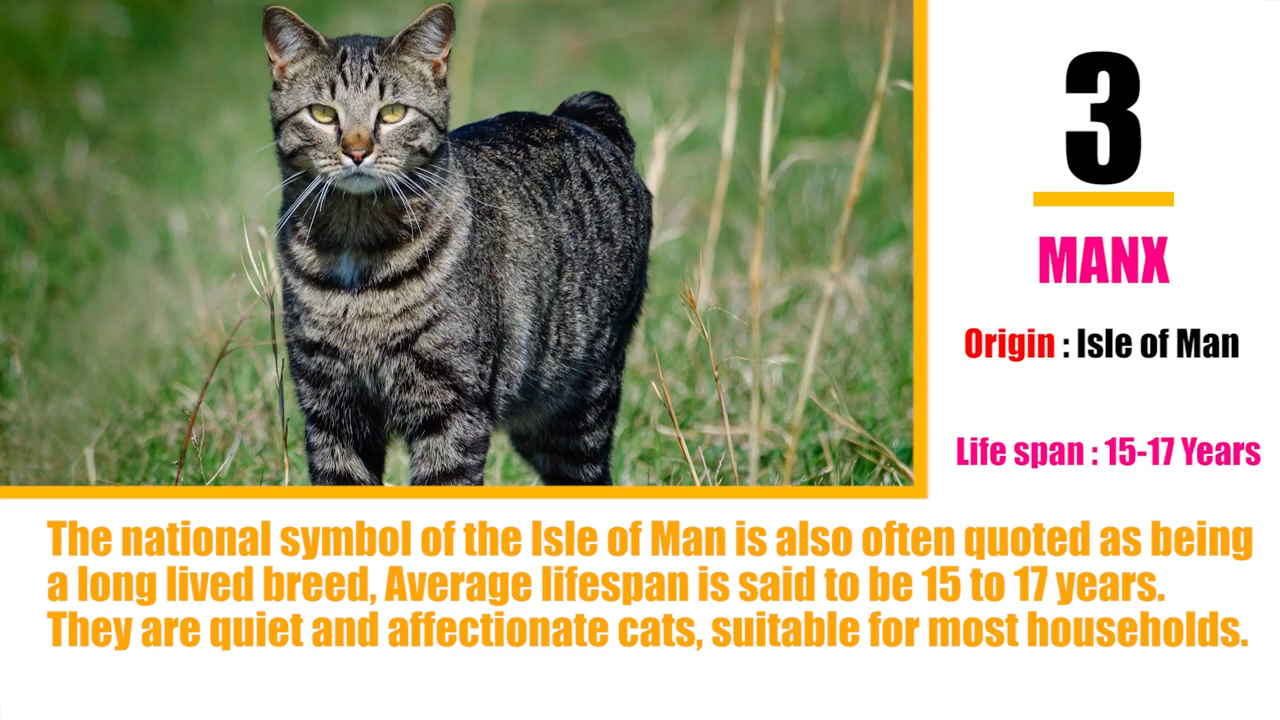 3
MANX
Origin : Isle of Man
Life span : 15-17 Years
The national symbol of the Isle of Man is also often quoted as being
a long lived breed, Average lifespan is said to be 15 to 17 years.
They are quiet and affectionate cats, suitable for most households.